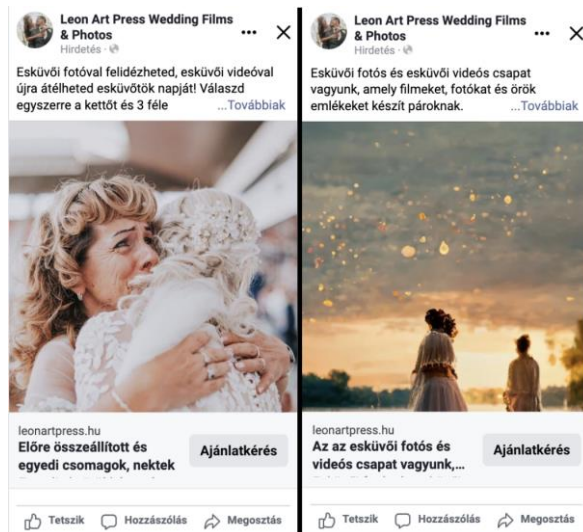 Leon Art Press Wedding Films
& Photos
Hirdetés ·
Esküvői fotóval felidézheted, esküvői videóval
újra átélheted esküvőtök napját! Válaszd
egyszerre a kettőt és 3 féle ...Továbbiak
leonartpress.hu
Előre összeállított és
egyedi csomagok, nektek
Ajánlatkérés
Tetszik Hozzászólás Megosztás
Leon Art Press Wedding Films
& Photos
Hirdetés ·
Esküvői fotós és esküvői videós csapat
vagyunk, amely filmeket, fotókat és örök
emlékeket készít pároknak. ...Továbbiak
leonartpress.hu
Az az esküvői fotós és
videós csapat vagyunk,...
Ajánlatkérés
Tetszik Hozzászólás Megosztás